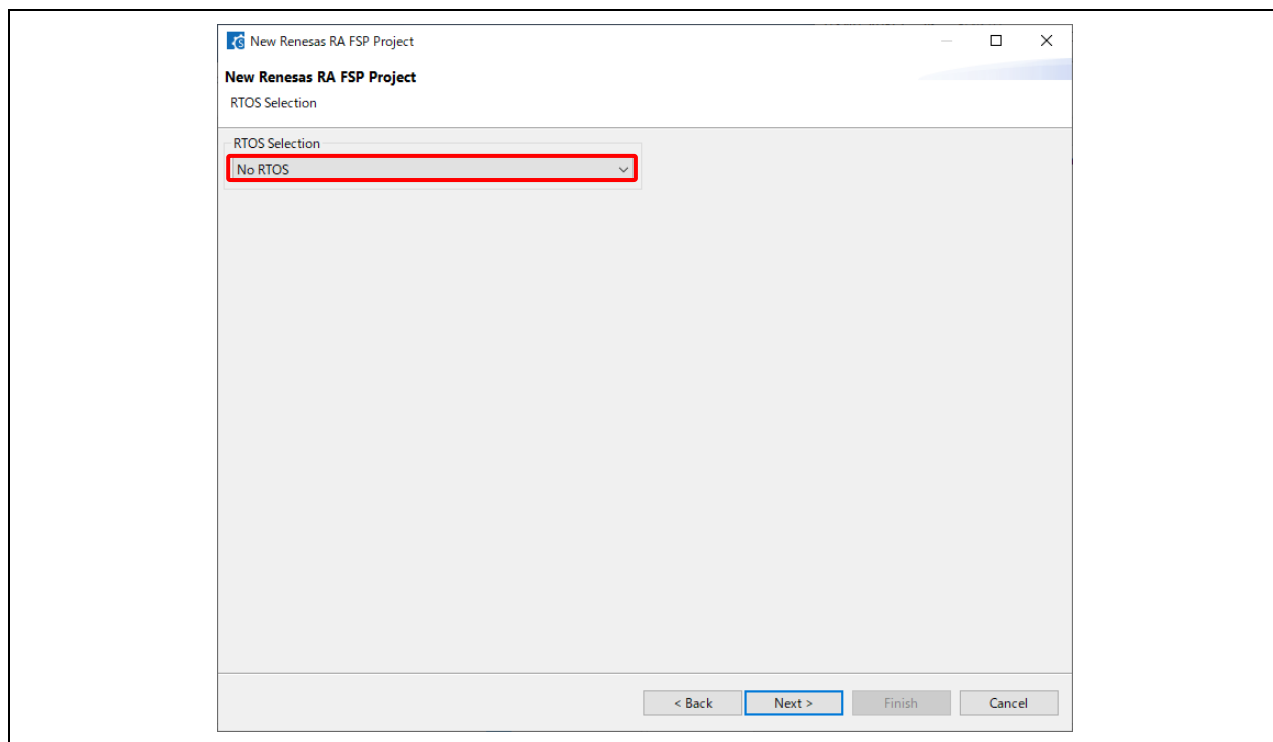 New Renesas RA FSP Project
New Renesas RA FSP Project
RTOS Selection
RTOS Selection
No RTOS
< Back
Next >
Finish
Cancel